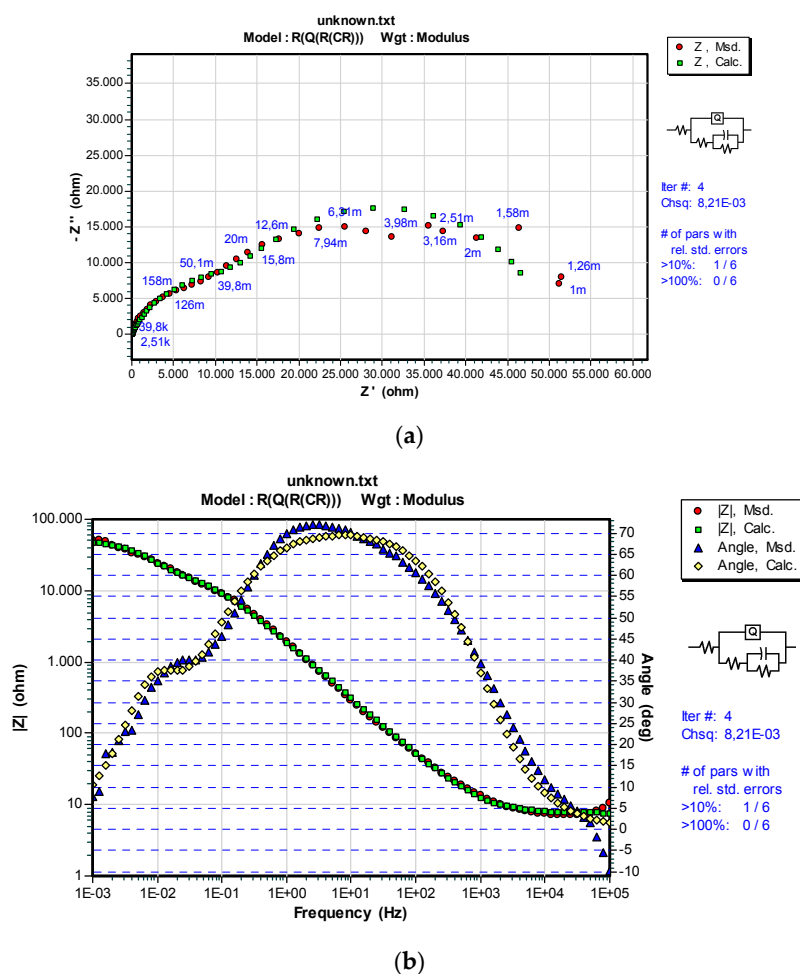 unknown.txt
Model : R(Q(R(CR))) Wgt : Modulus
Z , Msd.
Z , Calc.
35.000
30.000
25.000
20.000
15.000
10.000
5.000
0
- Z'' (ohm)
6,31m
12,6m
3,98m
2,51m
1,58m
20m
7,94m
3,16m
50,1m
15,8m
2m
158m
39,8m
1,26m
126m
1m
39,8k
2,51k
0 5.000 10.000 15.000 20.000 25.000 30.000 35.000 40.000 45.000 50.000 55.000 60.000
Z ' (ohm)
Q
Iter #: 4
Chsq: 8,21E-03
# of pars with
rel. std. errors
>10%: 1 / 6
>100%: 0 / 6
(a)
unknown.txt
Model : R(Q(R(CR))) Wgt : Modulus
|Z|, Msd.
|Z|, Calc.
Angle, Msd.
Angle, Calc.
100.000
10.000
1.000
100
10
1
|Z| (ohm)
70
65
60
55
50
45
40
35
30
25
20
15
10
5
0
-5
-10
Angle (deg)
1E-03 1E-02 1E-01 1E+00 1E+01 1E+02 1E+03 1E+04 1E+05
Frequency (Hz)
Q
Iter #: 4
Chsq: 8,21E-03
# of pars with
rel. std. errors
>10%: 1 / 6
>100%: 0 / 6
(b)